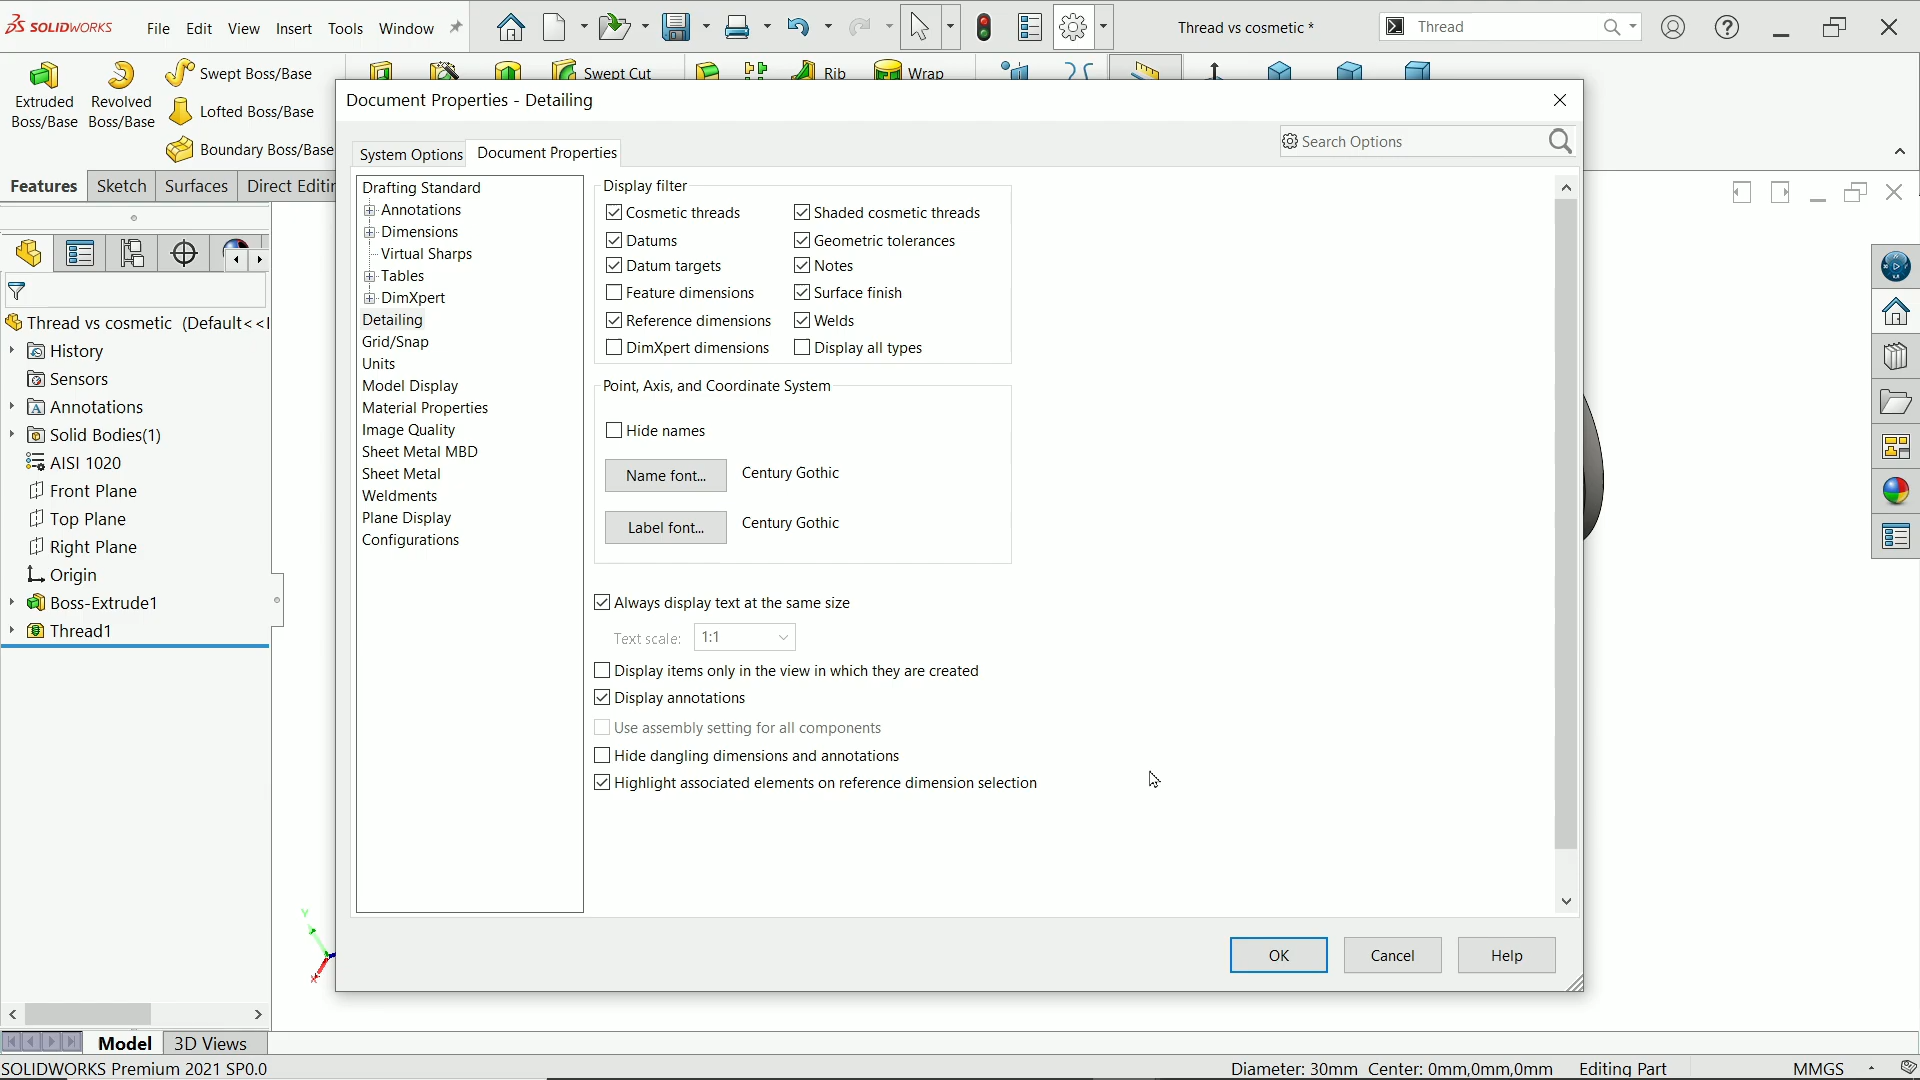 SOLIDWORKS
File Edit View Insert Tools Window
Thread vs cosmetic *
Thread
Extruded Boss/Base
Revolved Boss/Base
Swept Boss/Base
Lofted Boss/Base
Boundary Boss/Base
Swept Cut
Rib
Wrap
Features Sketch Surfaces Direct Editin
Thread vs cosmetic (Default<<I
History
Sensors
Annotations
Solid Bodies(1)
AISI 1020
Front Plane
Top Plane
Right Plane
Origin
Boss-Extrude1
Thread1
Document Properties - Detailing
System Options Document Properties
Search Options
Drafting Standard
Annotations
Dimensions
Virtual Sharps
Tables
DimXpert
Detailing
Grid/Snap
Units
Model Display
Material Properties
Image Quality
Sheet Metal MBD
Sheet Metal
Weldments
Plane Display
Configurations
Display filter
Cosmetic threads Shaded cosmetic threads
Datums Geometric tolerances
Datum targets Notes
Feature dimensions Surface finish
Reference dimensions Welds
DimXpert dimensions Display all types
Point, Axis, and Coordinate System
Hide names
Name font... Century Gothic
Label font... Century Gothic
Always display text at the same size
Text scale: 1:1
Display items only in the view in which they are created
Display annotations
Use assembly setting for all components
Hide dangling dimensions and annotations
Highlight associated elements on reference dimension selection
OK Cancel Help
Y
X
Model 3D Views
SOLIDWORKS Premium 2021 SP0.0
Diameter: 30mm Center: 0mm,0mm,0mm Editing Part MMGS